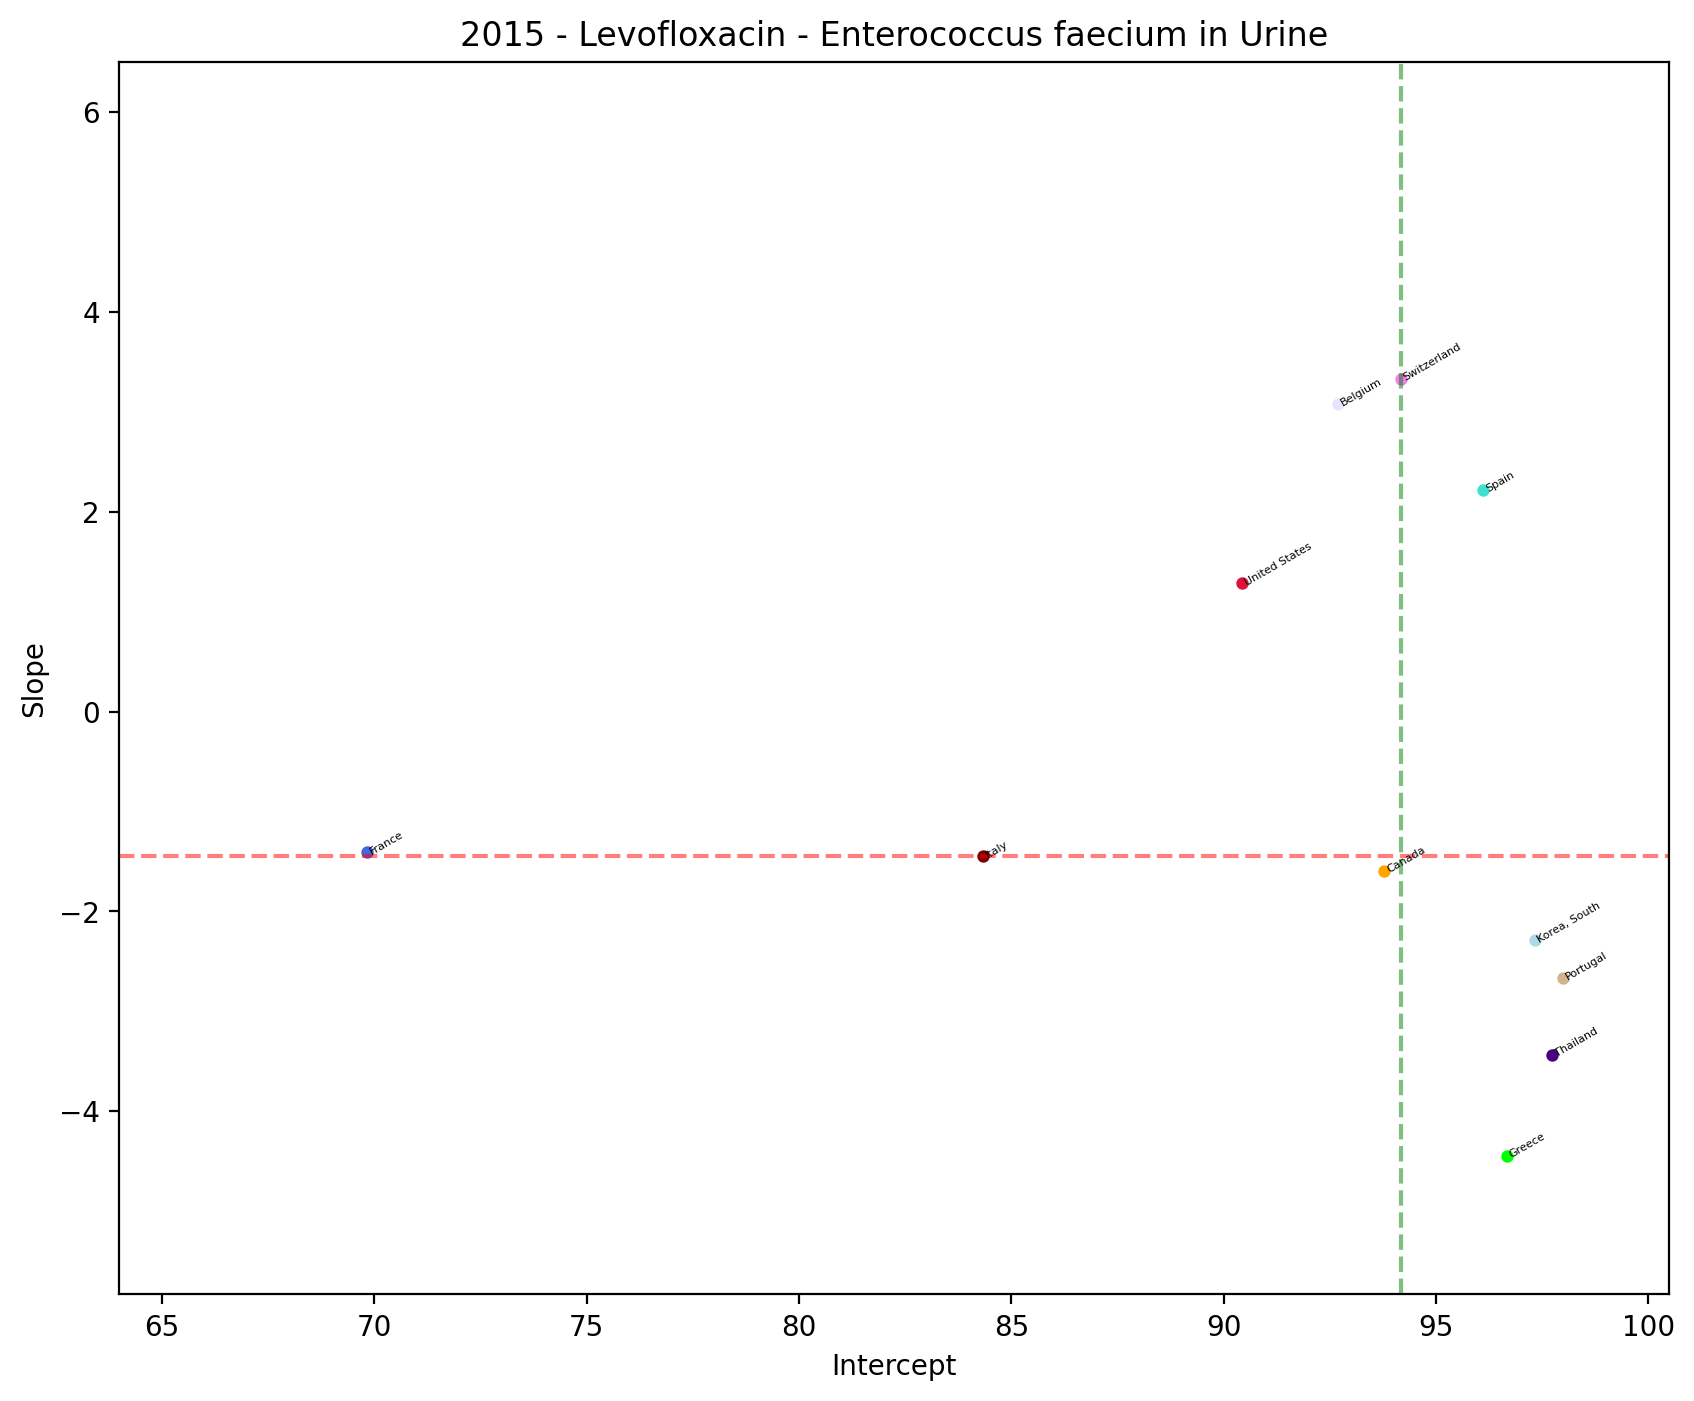 2015 - Levofloxacin - Enterococcus faecium in Urine
6
4
2
0
−2
−4
Slope
Switzerland
Belgium
Spain
United States
France
Italy
Canada
Korea, South
Portugal
Thailand
Greece
65 70 75 80 85 90 95 100
Intercept